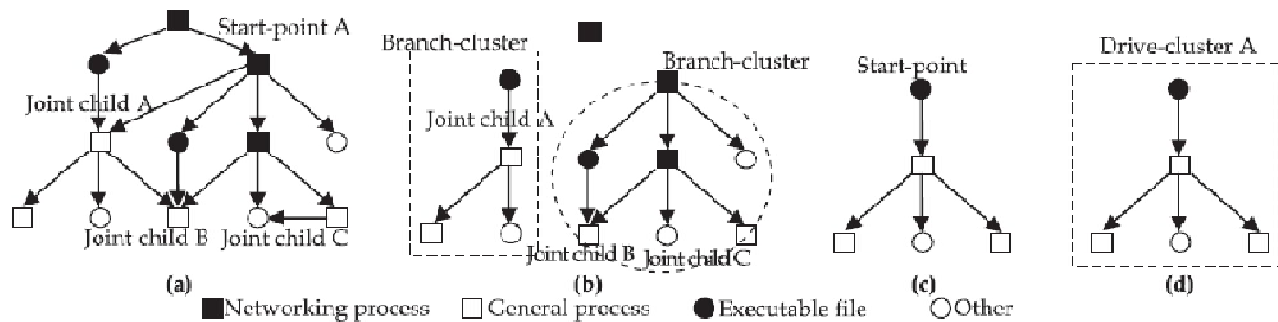 Start-point A
Joint child A
Joint child B
Joint child C
(a)
Branch-cluster
Joint child A
Branch-cluster
Joint child B
Joint child C
(b)
Start-point
(c)
Drive-cluster A
(d)
Networking process
General process
Executable file
Other